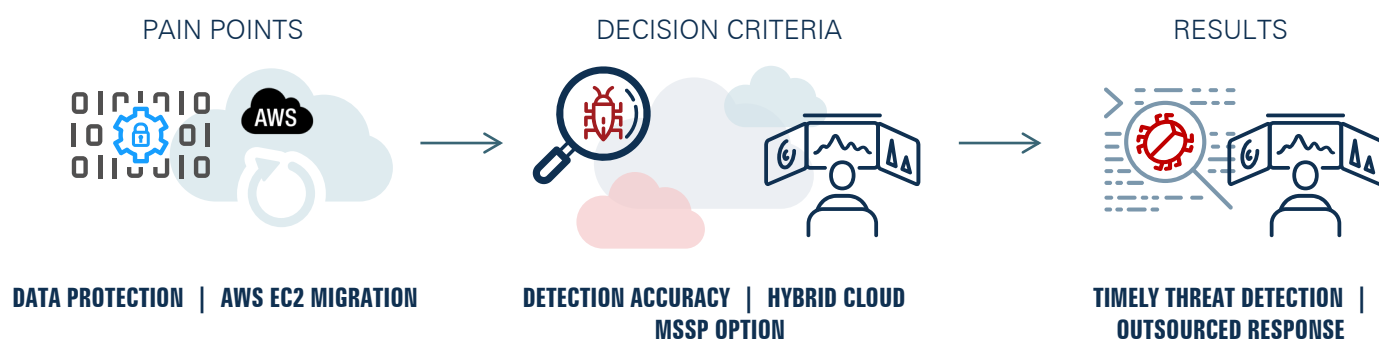 PAIN POINTS
DECISION CRITERIA
RESULTS
AWS
DATA PROTECTION | AWS EC2 MIGRATION
DETECTION ACCURACY | HYBRID CLOUD
MSSP OPTION
TIMELY THREAT DETECTION |
OUTSOURCED RESPONSE